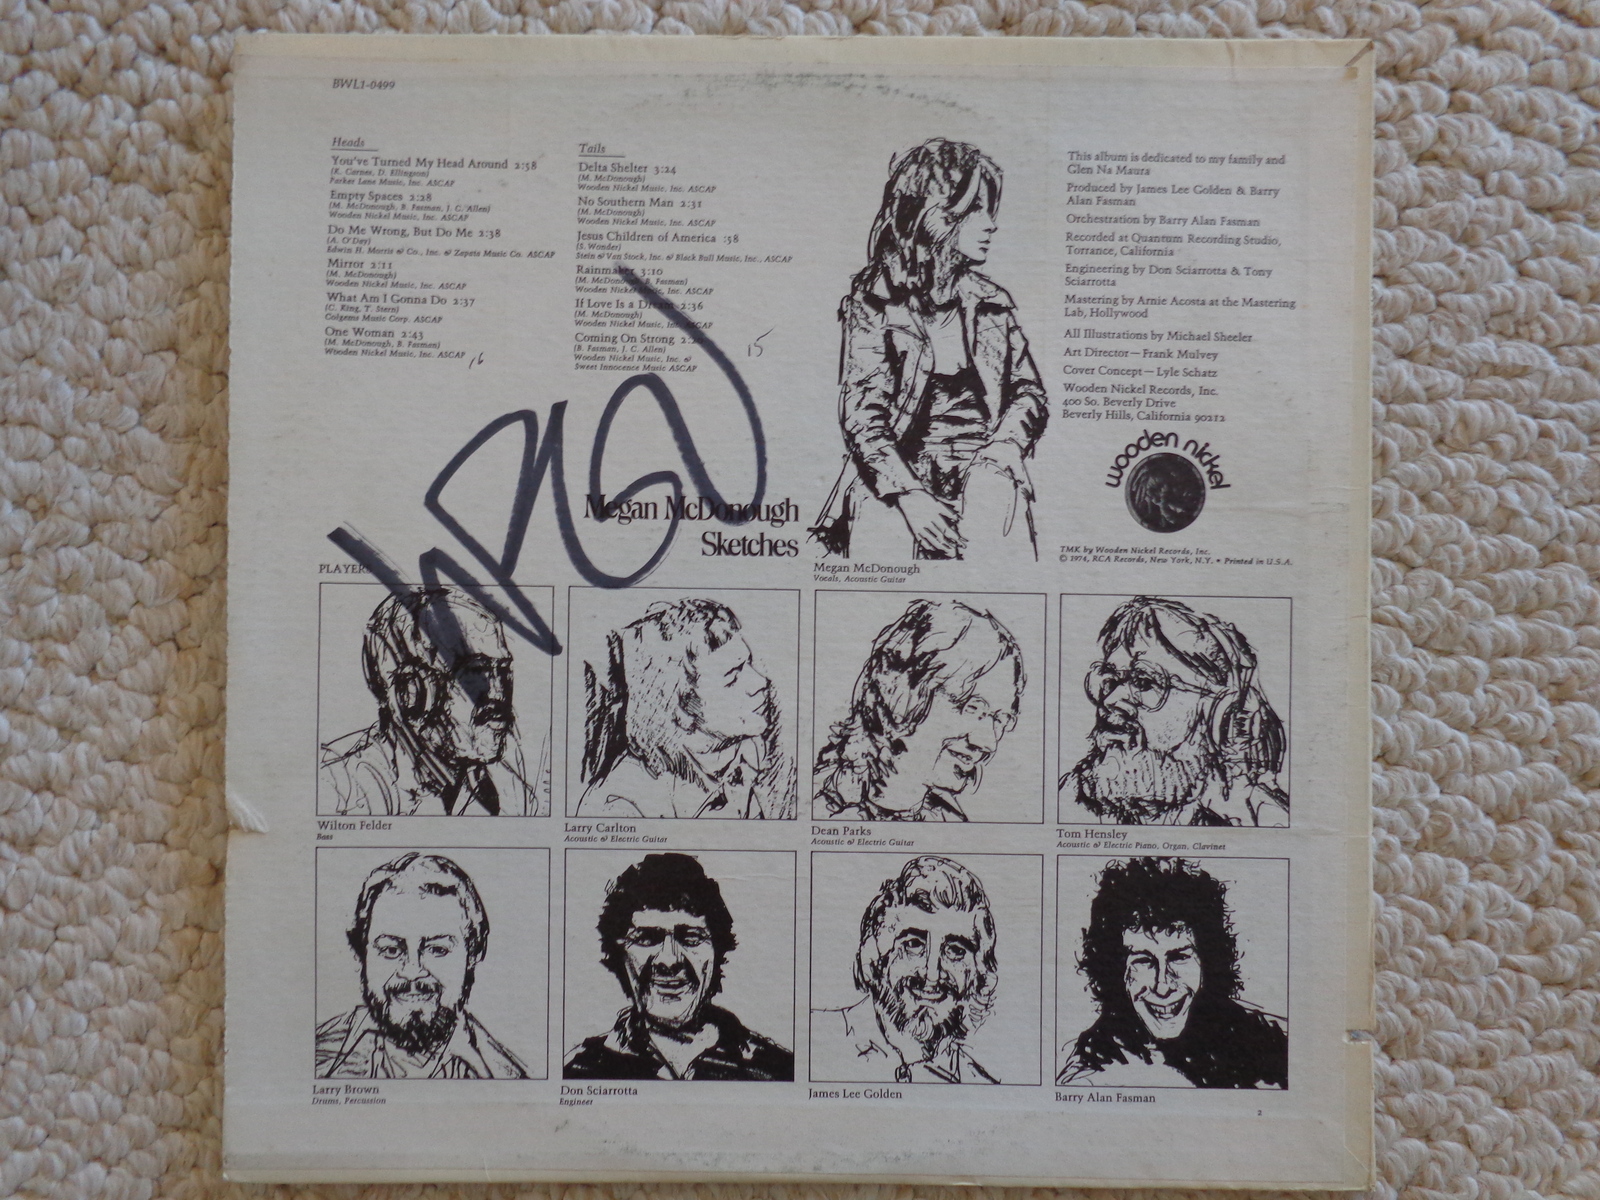 BWL1-0499
Heads
You've Turned My Head Around 2:58
(K. Carnes, D. Ellingson)
Parker Lane Music, Inc. ASCAP
Empty Spaces 2:28
(M. McDonough, B. Fasman, J. C. Allen)
Wooden Nickel Music, Inc. ASCAP
Do Me Wrong, But Do Me 2:38
(A. O'Day)
Edwin H. Morris & Co., Inc. & Zapata Music Co. ASCAP
Mirror 2:11
(M. McDonough)
Wooden Nickel Music, Inc. ASCAP
What Am I Gonna Do 2:37
(C. King, T. Stern)
Colgems Music Corp. ASCAP
One Woman 2:43
(M. McDonough, B. Fasman)
Wooden Nickel Music, Inc. ASCAP
16
Tails
Delta Shelter 3:24
(M. McDonough)
Wooden Nickel Music, Inc. ASCAP
No Southern Man 2:31
(M. McDonough)
Wooden Nickel Music, Inc. ASCAP
Jesus Children of America :58
(S. Wonder)
Stein & Van Stock, Inc. & Black Bull Music, Inc., ASCAP
Rainmaker 3:10
(M. McDonough, B. Fasman)
Wooden Nickel Music, Inc. ASCAP
If Love Is a Dream 2:36
(M. McDonough)
Wooden Nickel Music, Inc. ASCAP
Coming On Strong
(B. Fasman, J. C. Allen)
Wooden Nickel Music, Inc. &
Sweet Innocence Music ASCAP
15
This album is dedicated to my family and
Glen Na Maura
Produced by James Lee Golden & Barry
Alan Fasman
Orchestration by Barry Alan Fasman
Recorded at Quantum Recording Studio,
Torrance, California
Engineering by Don Sciarrotta & Tony
Sciarrotta
Mastering by Arnie Acosta at the Mastering
Lab, Hollywood
All Illustrations by Michael Sheeler
Art Director—Frank Mulvey
Cover Concept—Lyle Schatz
Wooden Nickel Records, Inc.
400 So. Beverly Drive
Beverly Hills, California 90212
wooden nickel
TMK by Wooden Nickel Records, Inc.
© 1974, RCA Records, New York, N.Y. • Printed in U.S.A.
Megan McDonough
Sketches
PLAYERS
Megan McDonough
Vocals, Acoustic Guitar
Wilton Felder
Bass
Larry Carlton
Acoustic & Electric Guitar
Dean Parks
Acoustic & Electric Guitar
Tom Hensley
Acoustic & Electric Piano, Organ, Clavinet
Larry Brown
Drums, Percussion
Don Sciarrotta
Engineer
James Lee Golden
Barry Alan Fasman
2